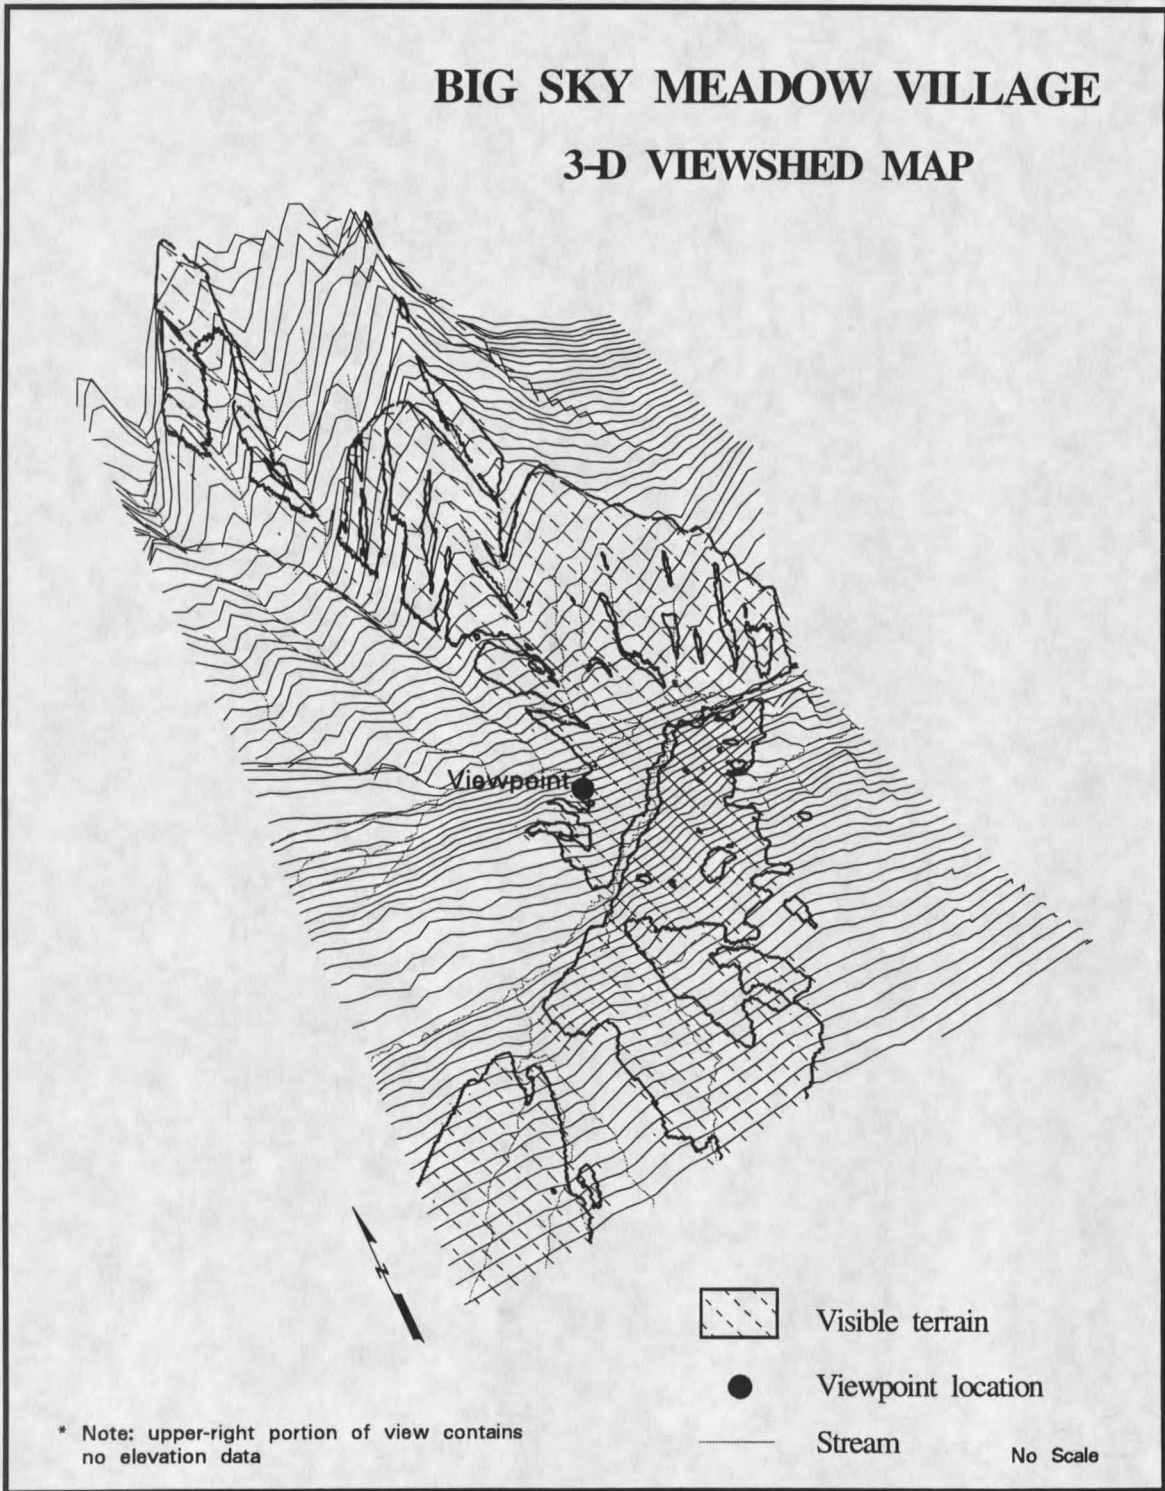 BIG SKY MEADOW VILLAGE
3-D VIEWSHED MAP
Viewpoint
N
Visible terrain
Viewpoint location
Stream
* Note: upper-right portion of view contains
no elevation data
No Scale